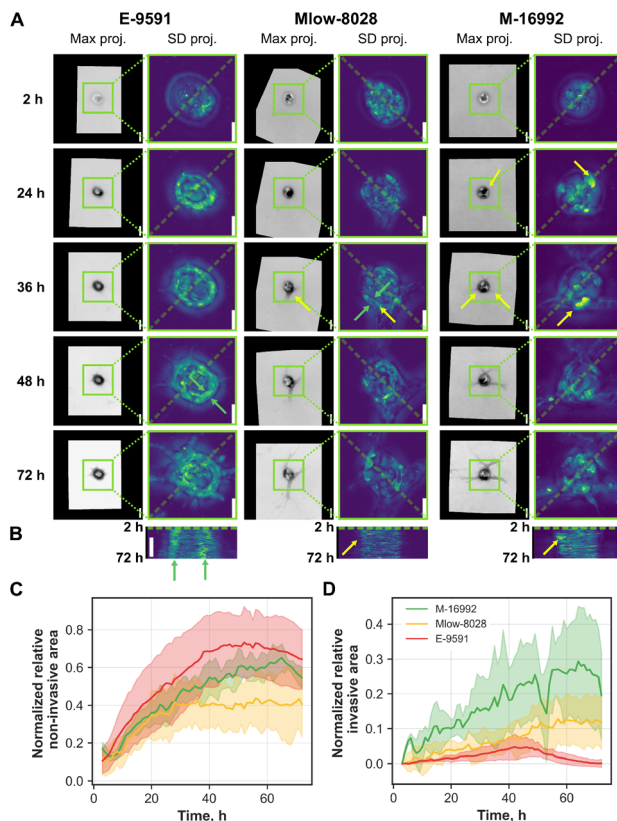 A
E-9591 Mlow-8028 M-16992
Max proj. SD proj. Max proj. SD proj. Max proj. SD proj.
2 h
24 h
36 h
48 h
72 h
B
2 h 2 h 2 h
72 h 72 h 72 h
C D
Normalized relative
non-invasive area
0.8
0.6
0.4
0.2
0.0
0 20 40 60
Time, h
Normalized relative
invasive area
0.4
0.3
0.2
0.1
0.0
M-16992
Mlow-8028
E-9591
0 20 40 60
Time, h